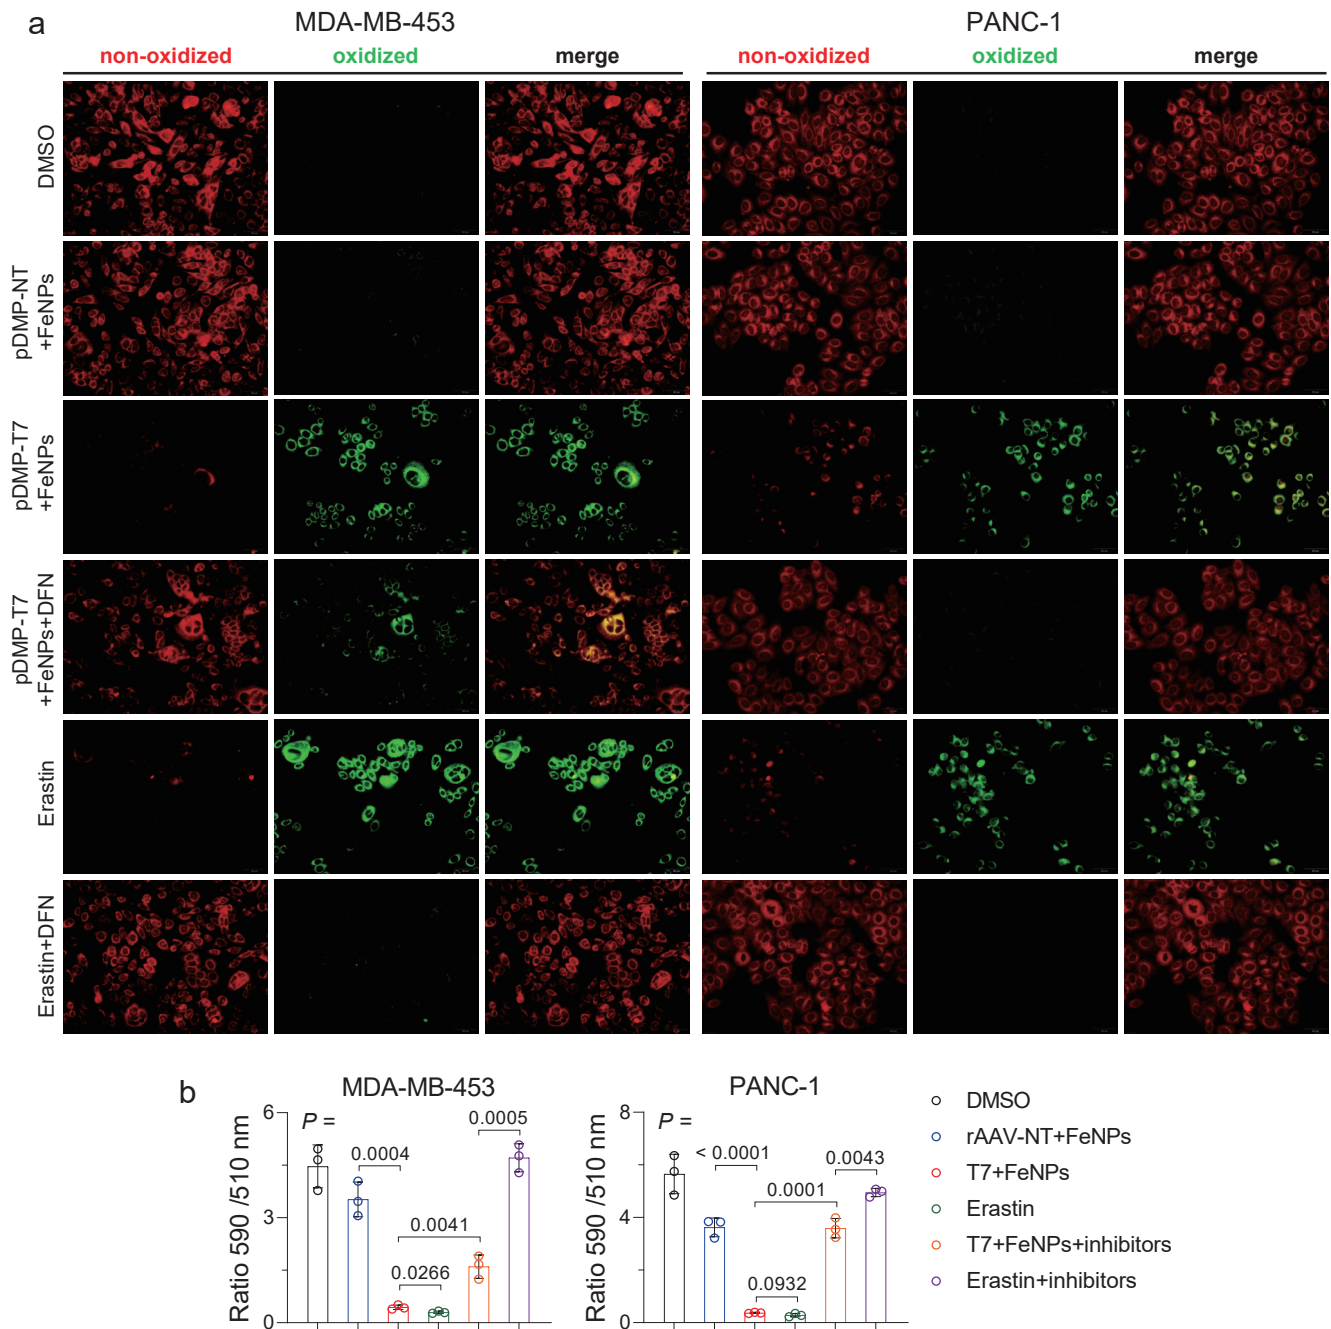 a
MDA-MB-453
PANC-1
non-oxidized
oxidized
merge
non-oxidized
oxidized
merge
DMSO
pDMP-NT
+FeNPs
pDMP-T7
+FeNPs
pDMP-T7
+FeNPs+DFN
Erastin
Erastin+DFN
b
MDA-MB-453
Ratio 590 /510 nm
6
3
0
P =
0.0004
0.0041
0.0266
0.0005
PANC-1
Ratio 590 /510 nm
8
4
0
P =
< 0.0001
0.0001
0.0932
0.0043
DMSO
rAAV-NT+FeNPs
T7+FeNPs
Erastin
T7+FeNPs+inhibitors
Erastin+inhibitors